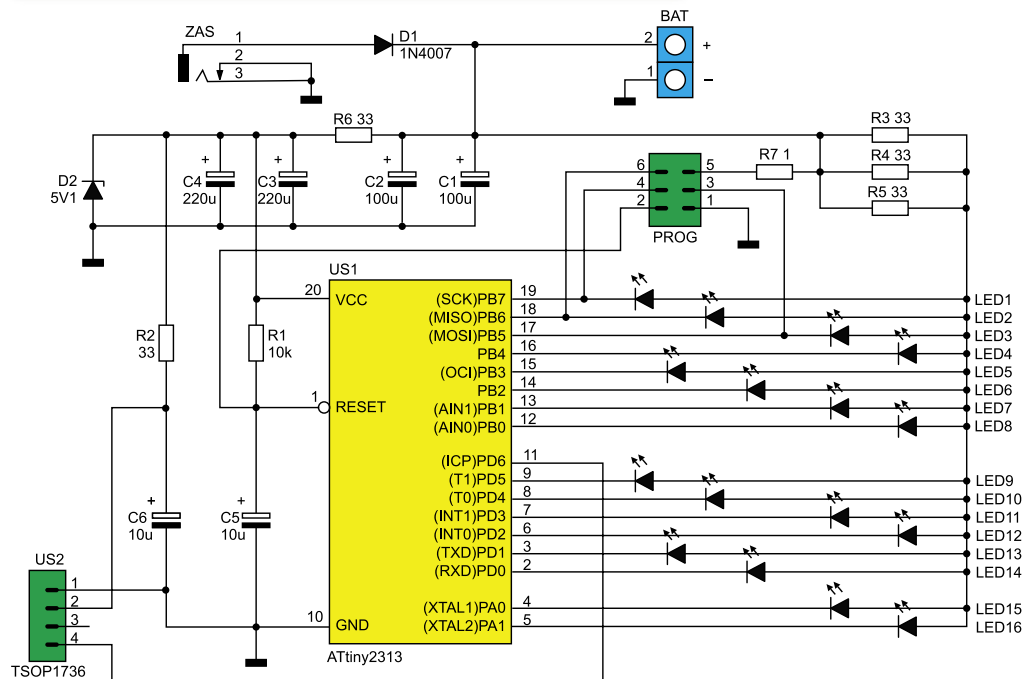 ZAS
1
2
3
D1
1N4007
BAT
2
+
1
–
R6 33
R3 33
R4 33
R5 33
R7 1
D2
5V1
+
C4
220u
+
C3
220u
+
C2
100u
+
C1
100u
6
4
2
5
3
1
PROG
US1
20
VCC
1
RESET
10
GND
R2
33
R1
10k
+
C6
10u
+
C5
10u
(SCK)PB7
19
LED1
(MISO)PB6
18
LED2
(MOSI)PB5
17
LED3
PB4
16
LED4
(OCI)PB3
15
LED5
PB2
14
LED6
(AIN1)PB1
13
LED7
(AIN0)PB0
12
LED8
(ICP)PD6
11
(T1)PD5
9
LED9
(T0)PD4
8
LED10
(INT1)PD3
7
LED11
(INT0)PD2
6
LED12
(TXD)PD1
3
LED13
(RXD)PD0
2
LED14
(XTAL1)PA0
4
LED15
(XTAL2)PA1
5
LED16
ATtiny2313
US2
1
2
3
4
TSOP1736